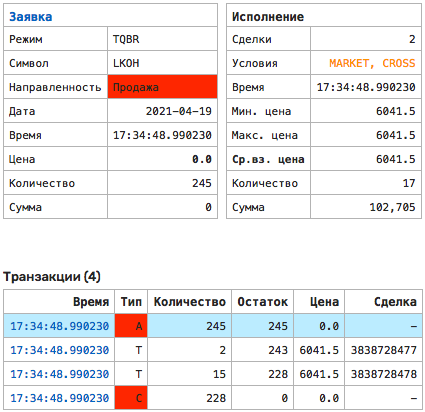 Заявка
Режим TQBR
Символ LKOH
Направленность Продажа
Дата 2021-04-19
Время 17:34:48.990230
Цена 0.0
Количество 245
Сумма 0
Исполнение
Сделки 2
Условия MARKET, CROSS
Время 17:34:48.990230
Мин. цена 6041.5
Макс. цена 6041.5
Ср.вз. цена 6041.5
Количество 17
Сумма 102,705
Транзакции (4)
Время Тип Количество Остаток Цена Сделка
17:34:48.990230 A 245 245 0.0 –
17:34:48.990230 T 2 243 6041.5 3838728477
17:34:48.990230 T 15 228 6041.5 3838728478
17:34:48.990230 C 228 0 0.0 –